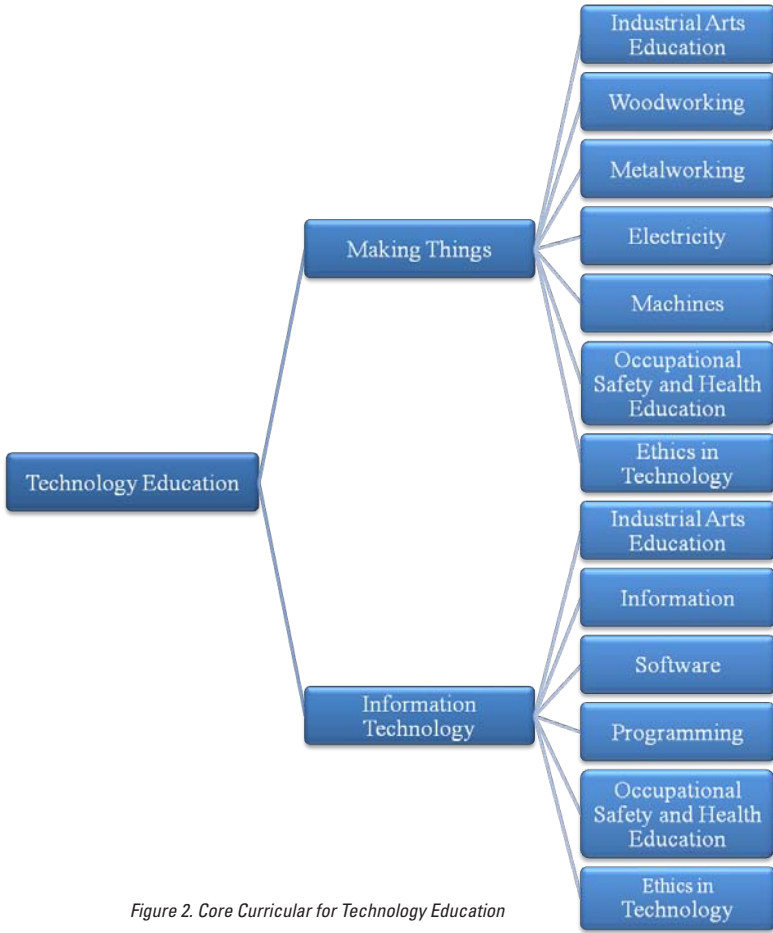 Technology Education
Making Things
Industrial Arts
Education
Woodworking
Metalworking
Electricity
Machines
Occupational
Safety and Health
Education
Ethics in
Technology
Information
Technology
Industrial Arts
Education
Information
Software
Programming
Occupational
Safety and Health
Education
Ethics in
Technology
Figure 2. Core Curricular for Technology Education